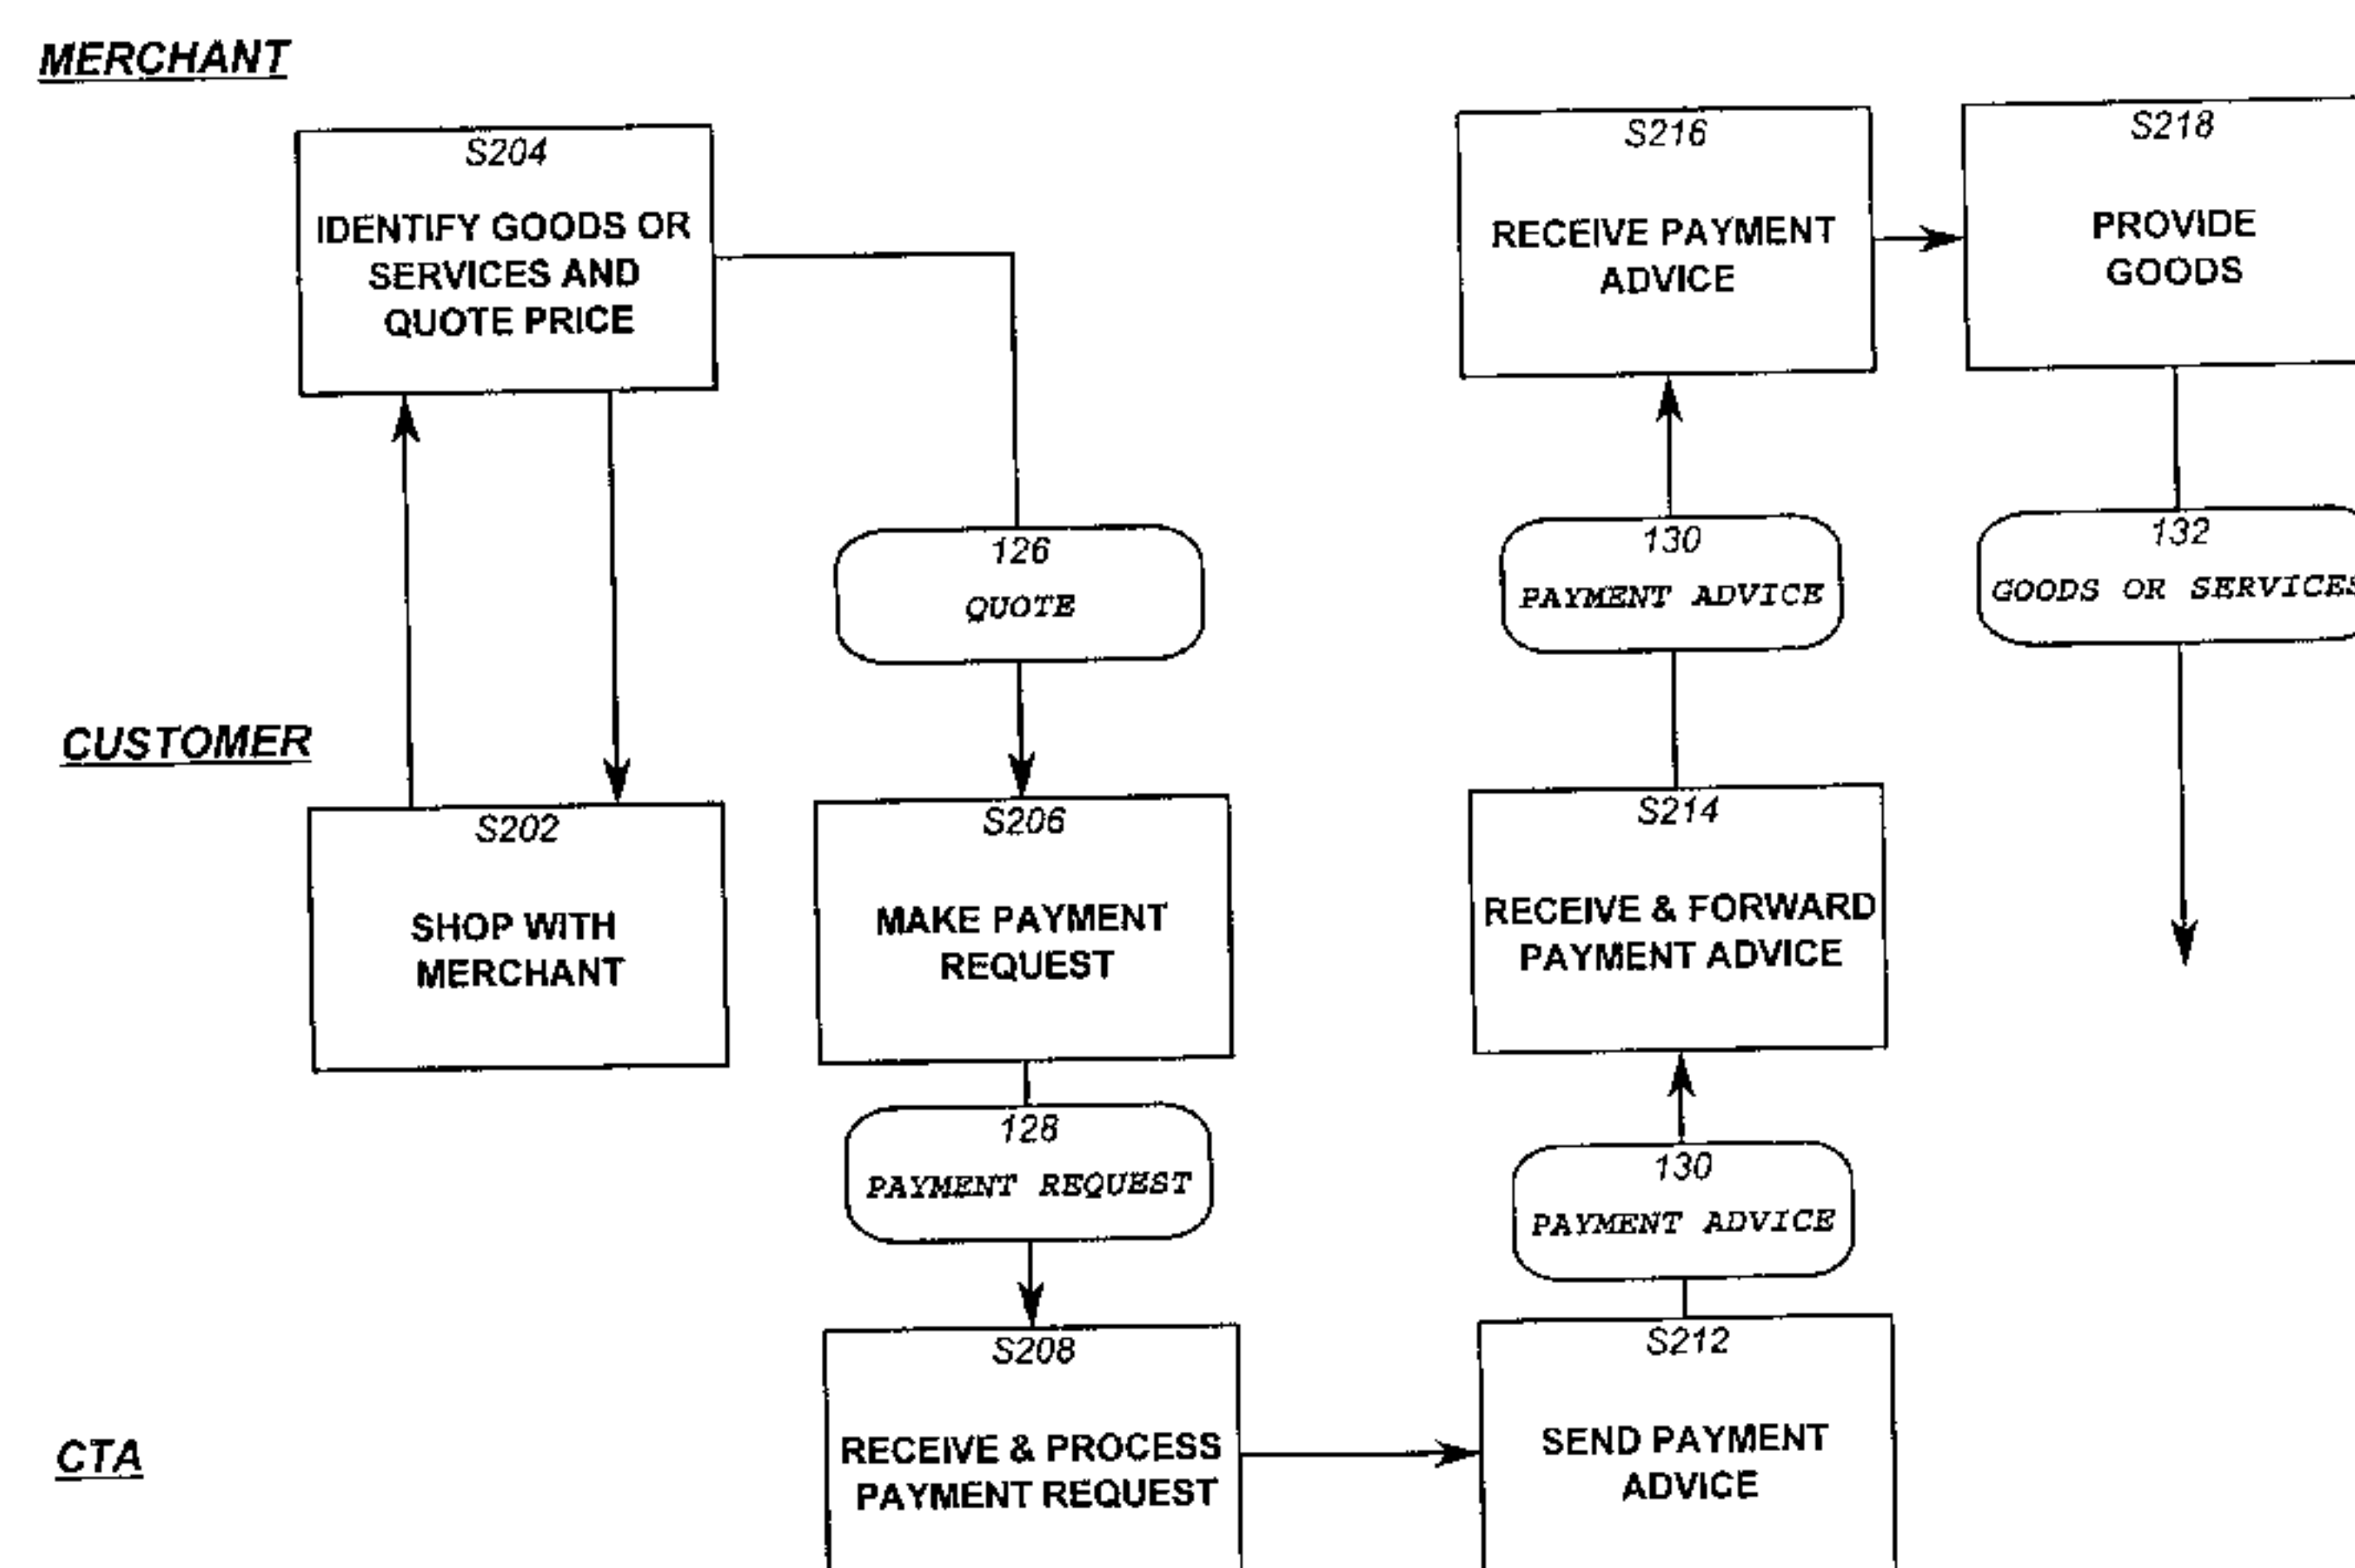 MERCHANT
S204
IDENTIFY GOODS OR
SERVICES AND
QUOTE PRICE
S216
RECEIVE PAYMENT
ADVICE
S218
PROVIDE
GOODS
126
QUOTE
130
PAYMENT ADVICE
132
GOODS OR SERVICES
CUSTOMER
S202
SHOP WITH
MERCHANT
S206
MAKE PAYMENT
REQUEST
S214
RECEIVE & FORWARD
PAYMENT ADVICE
128
PAYMENT REQUEST
130
PAYMENT ADVICE
CTA
S208
RECEIVE & PROCESS
PAYMENT REQUEST
S212
SEND PAYMENT
ADVICE